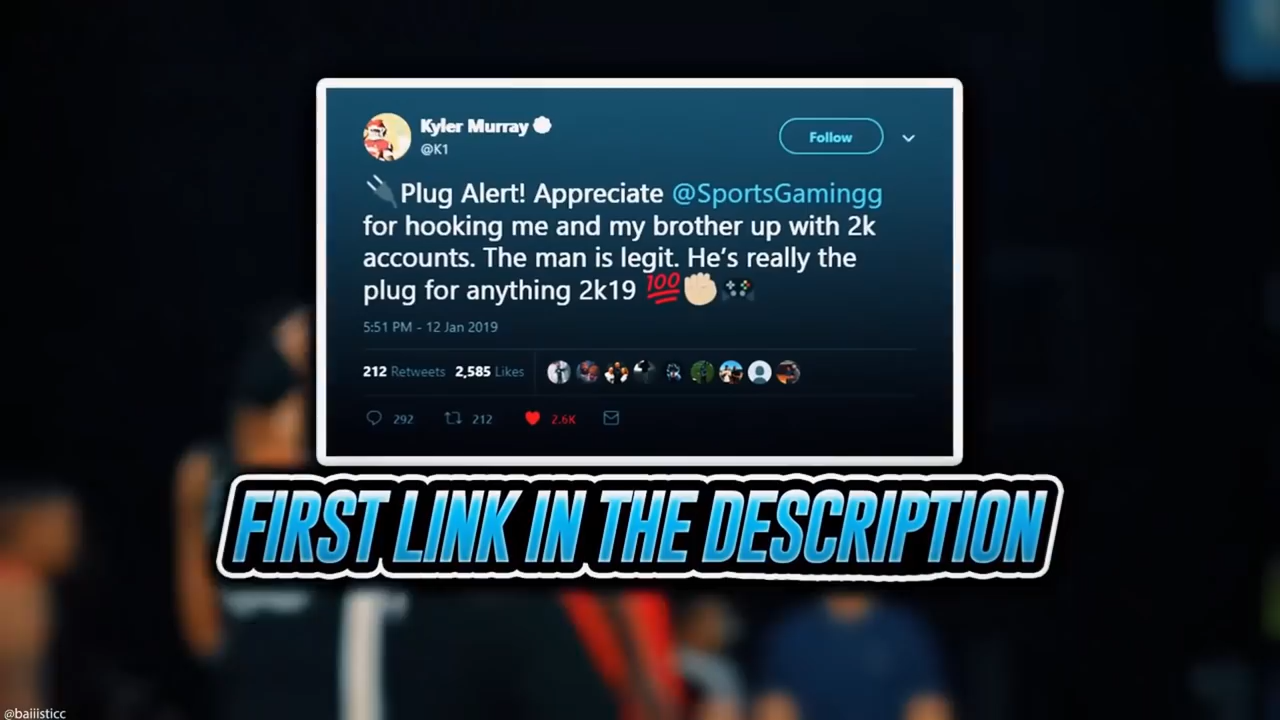 Kyler Murray
@K1
Follow
Plug Alert! Appreciate @SportsGamingg
for hooking me and my brother up with 2k
accounts. The man is legit. He's really the
plug for anything 2k19 💯
5:51 PM - 12 Jan 2019
212 Retweets 2,585 Likes
292 212 2.6K
FIRST LINK IN THE DESCRIPTION
@baiiisticc